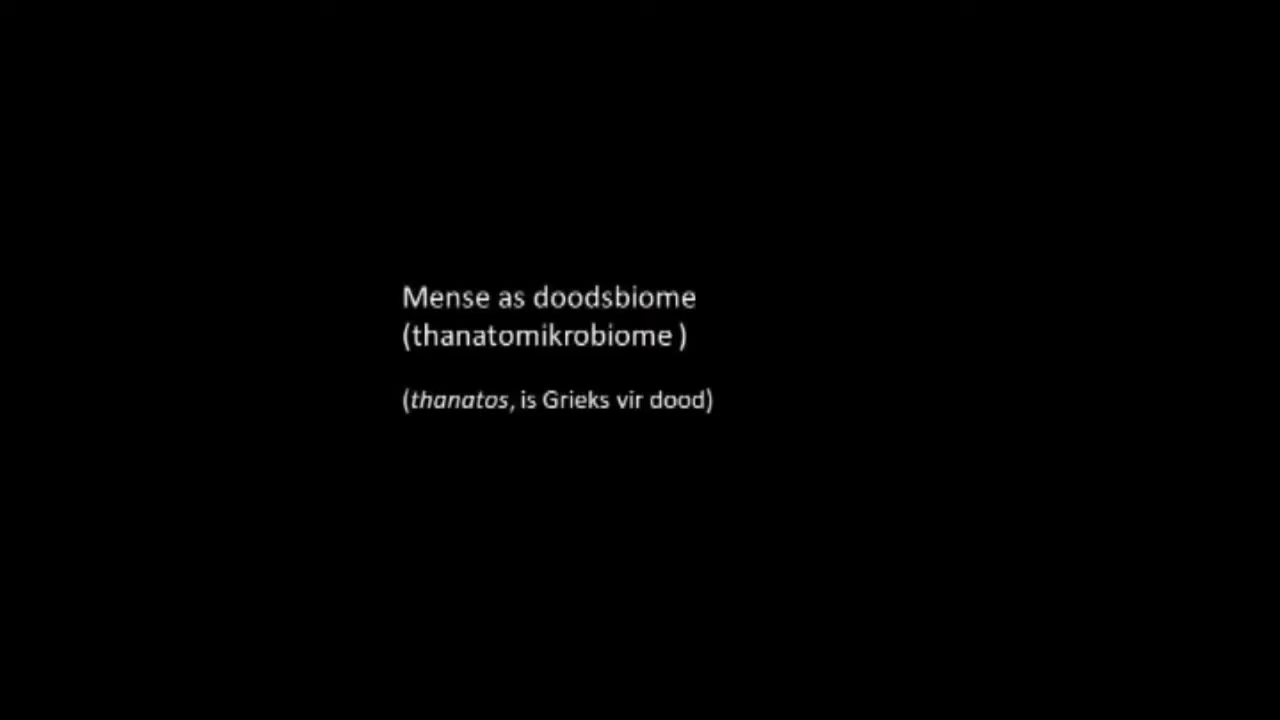 Mense as doodsbiome
(thanatomikrobiome )
(thanatos, is Grieks vir dood)